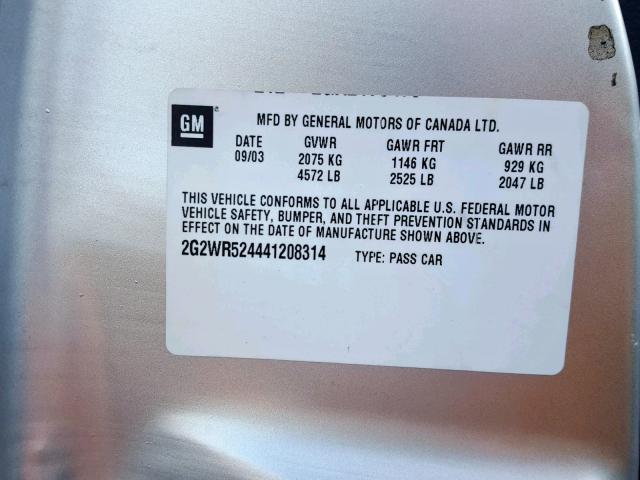 GM
MFD BY GENERAL MOTORS OF CANADA LTD.
DATE GVWR GAWR FRT GAWR RR
09/03 2075 KG 1146 KG 929 KG
4572 LB 2525 LB 2047 LB
THIS VEHICLE CONFORMS TO ALL APPLICABLE U.S. FEDERAL MOTOR
VEHICLE SAFETY, BUMPER, AND THEFT PREVENTION STANDARDS IN
EFFECT ON THE DATE OF MANUFACTURE SHOWN ABOVE.
2G2WR524441208314 TYPE: PASS CAR